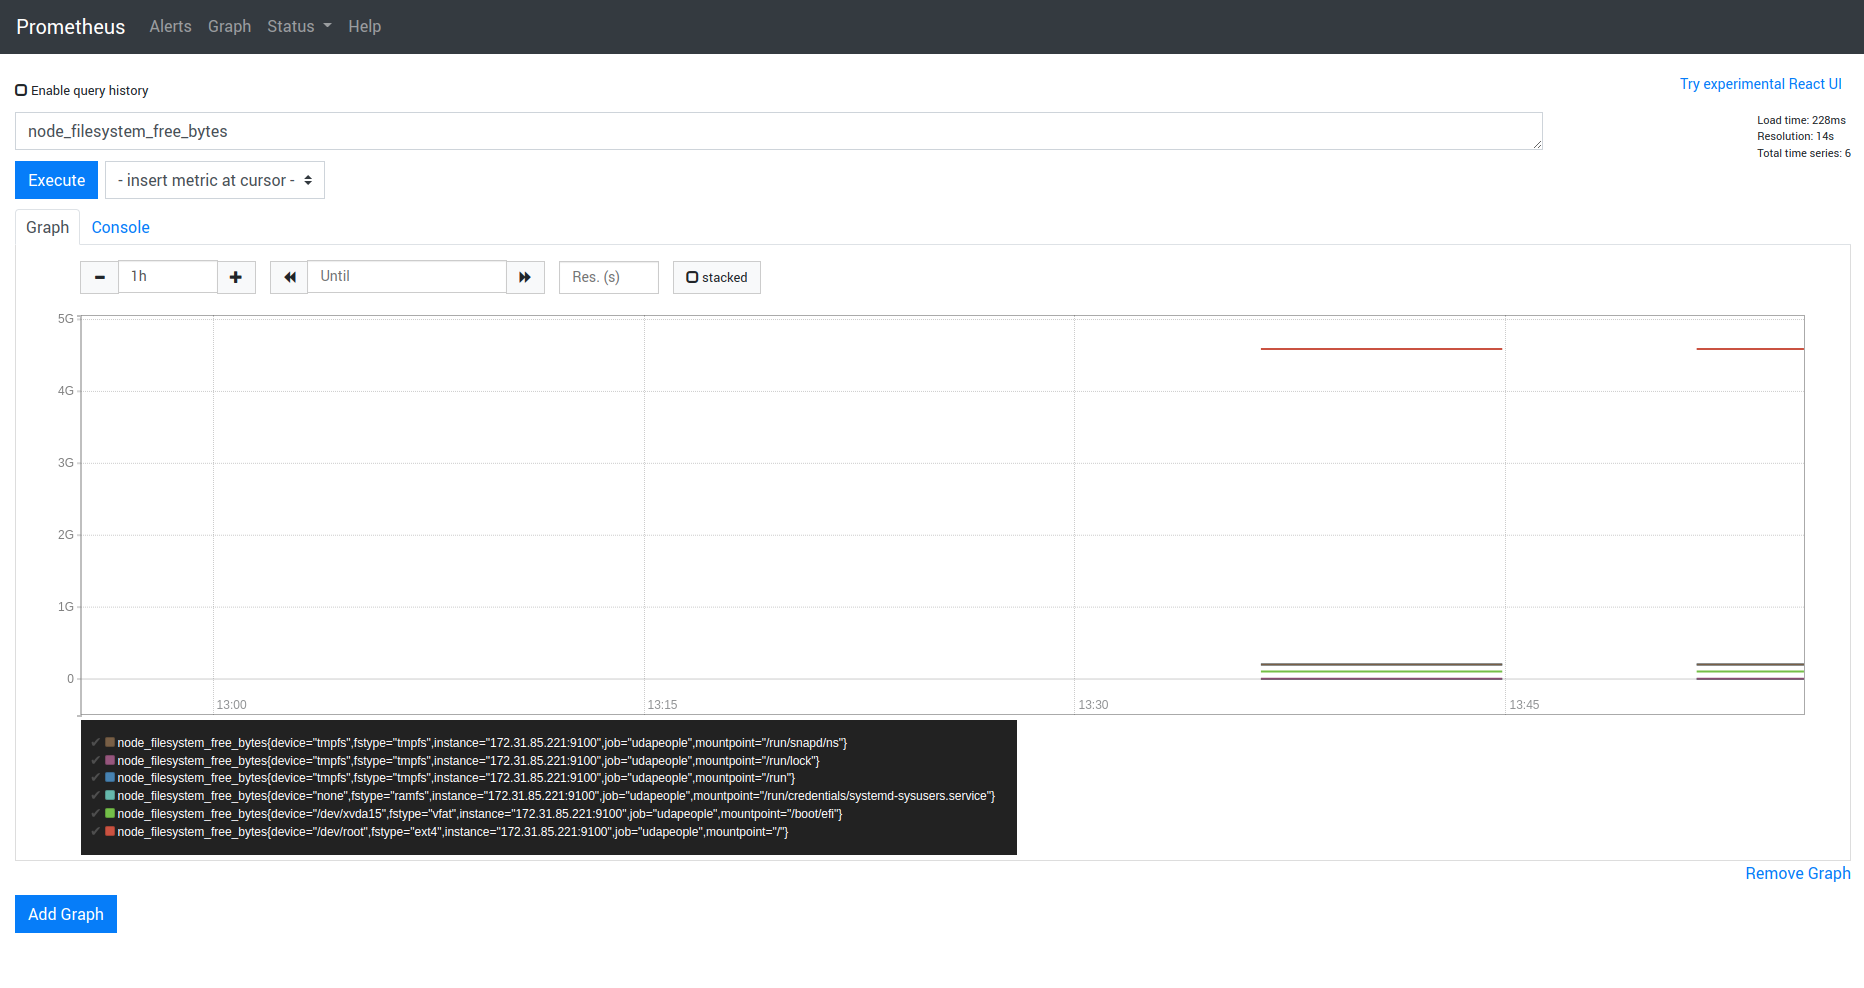 Prometheus Alerts Graph Status Help
Enable query history
Try experimental React UI
node_filesystem_free_bytes
Load time: 228ms
Resolution: 14s
Total time series: 6
Execute - insert metric at cursor -
Graph Console
1h Until Res. (s) stacked
5G
4G
3G
2G
1G
0
13:00 13:15 13:30 13:45
✔ node_filesystem_free_bytes{device="tmpfs",fstype="tmpfs",instance="172.31.85.221:9100",job="udapeople",mountpoint="/run/snapd/ns"}
✔ node_filesystem_free_bytes{device="tmpfs",fstype="tmpfs",instance="172.31.85.221:9100",job="udapeople",mountpoint="/run/lock"}
✔ node_filesystem_free_bytes{device="tmpfs",fstype="tmpfs",instance="172.31.85.221:9100",job="udapeople",mountpoint="/run"}
✔ node_filesystem_free_bytes{device="none",fstype="ramfs",instance="172.31.85.221:9100",job="udapeople",mountpoint="/run/credentials/systemd-sysusers.service"}
✔ node_filesystem_free_bytes{device="/dev/xvda15",fstype="vfat",instance="172.31.85.221:9100",job="udapeople",mountpoint="/boot/efi"}
✔ node_filesystem_free_bytes{device="/dev/root",fstype="ext4",instance="172.31.85.221:9100",job="udapeople",mountpoint="/"}
Remove Graph
Add Graph